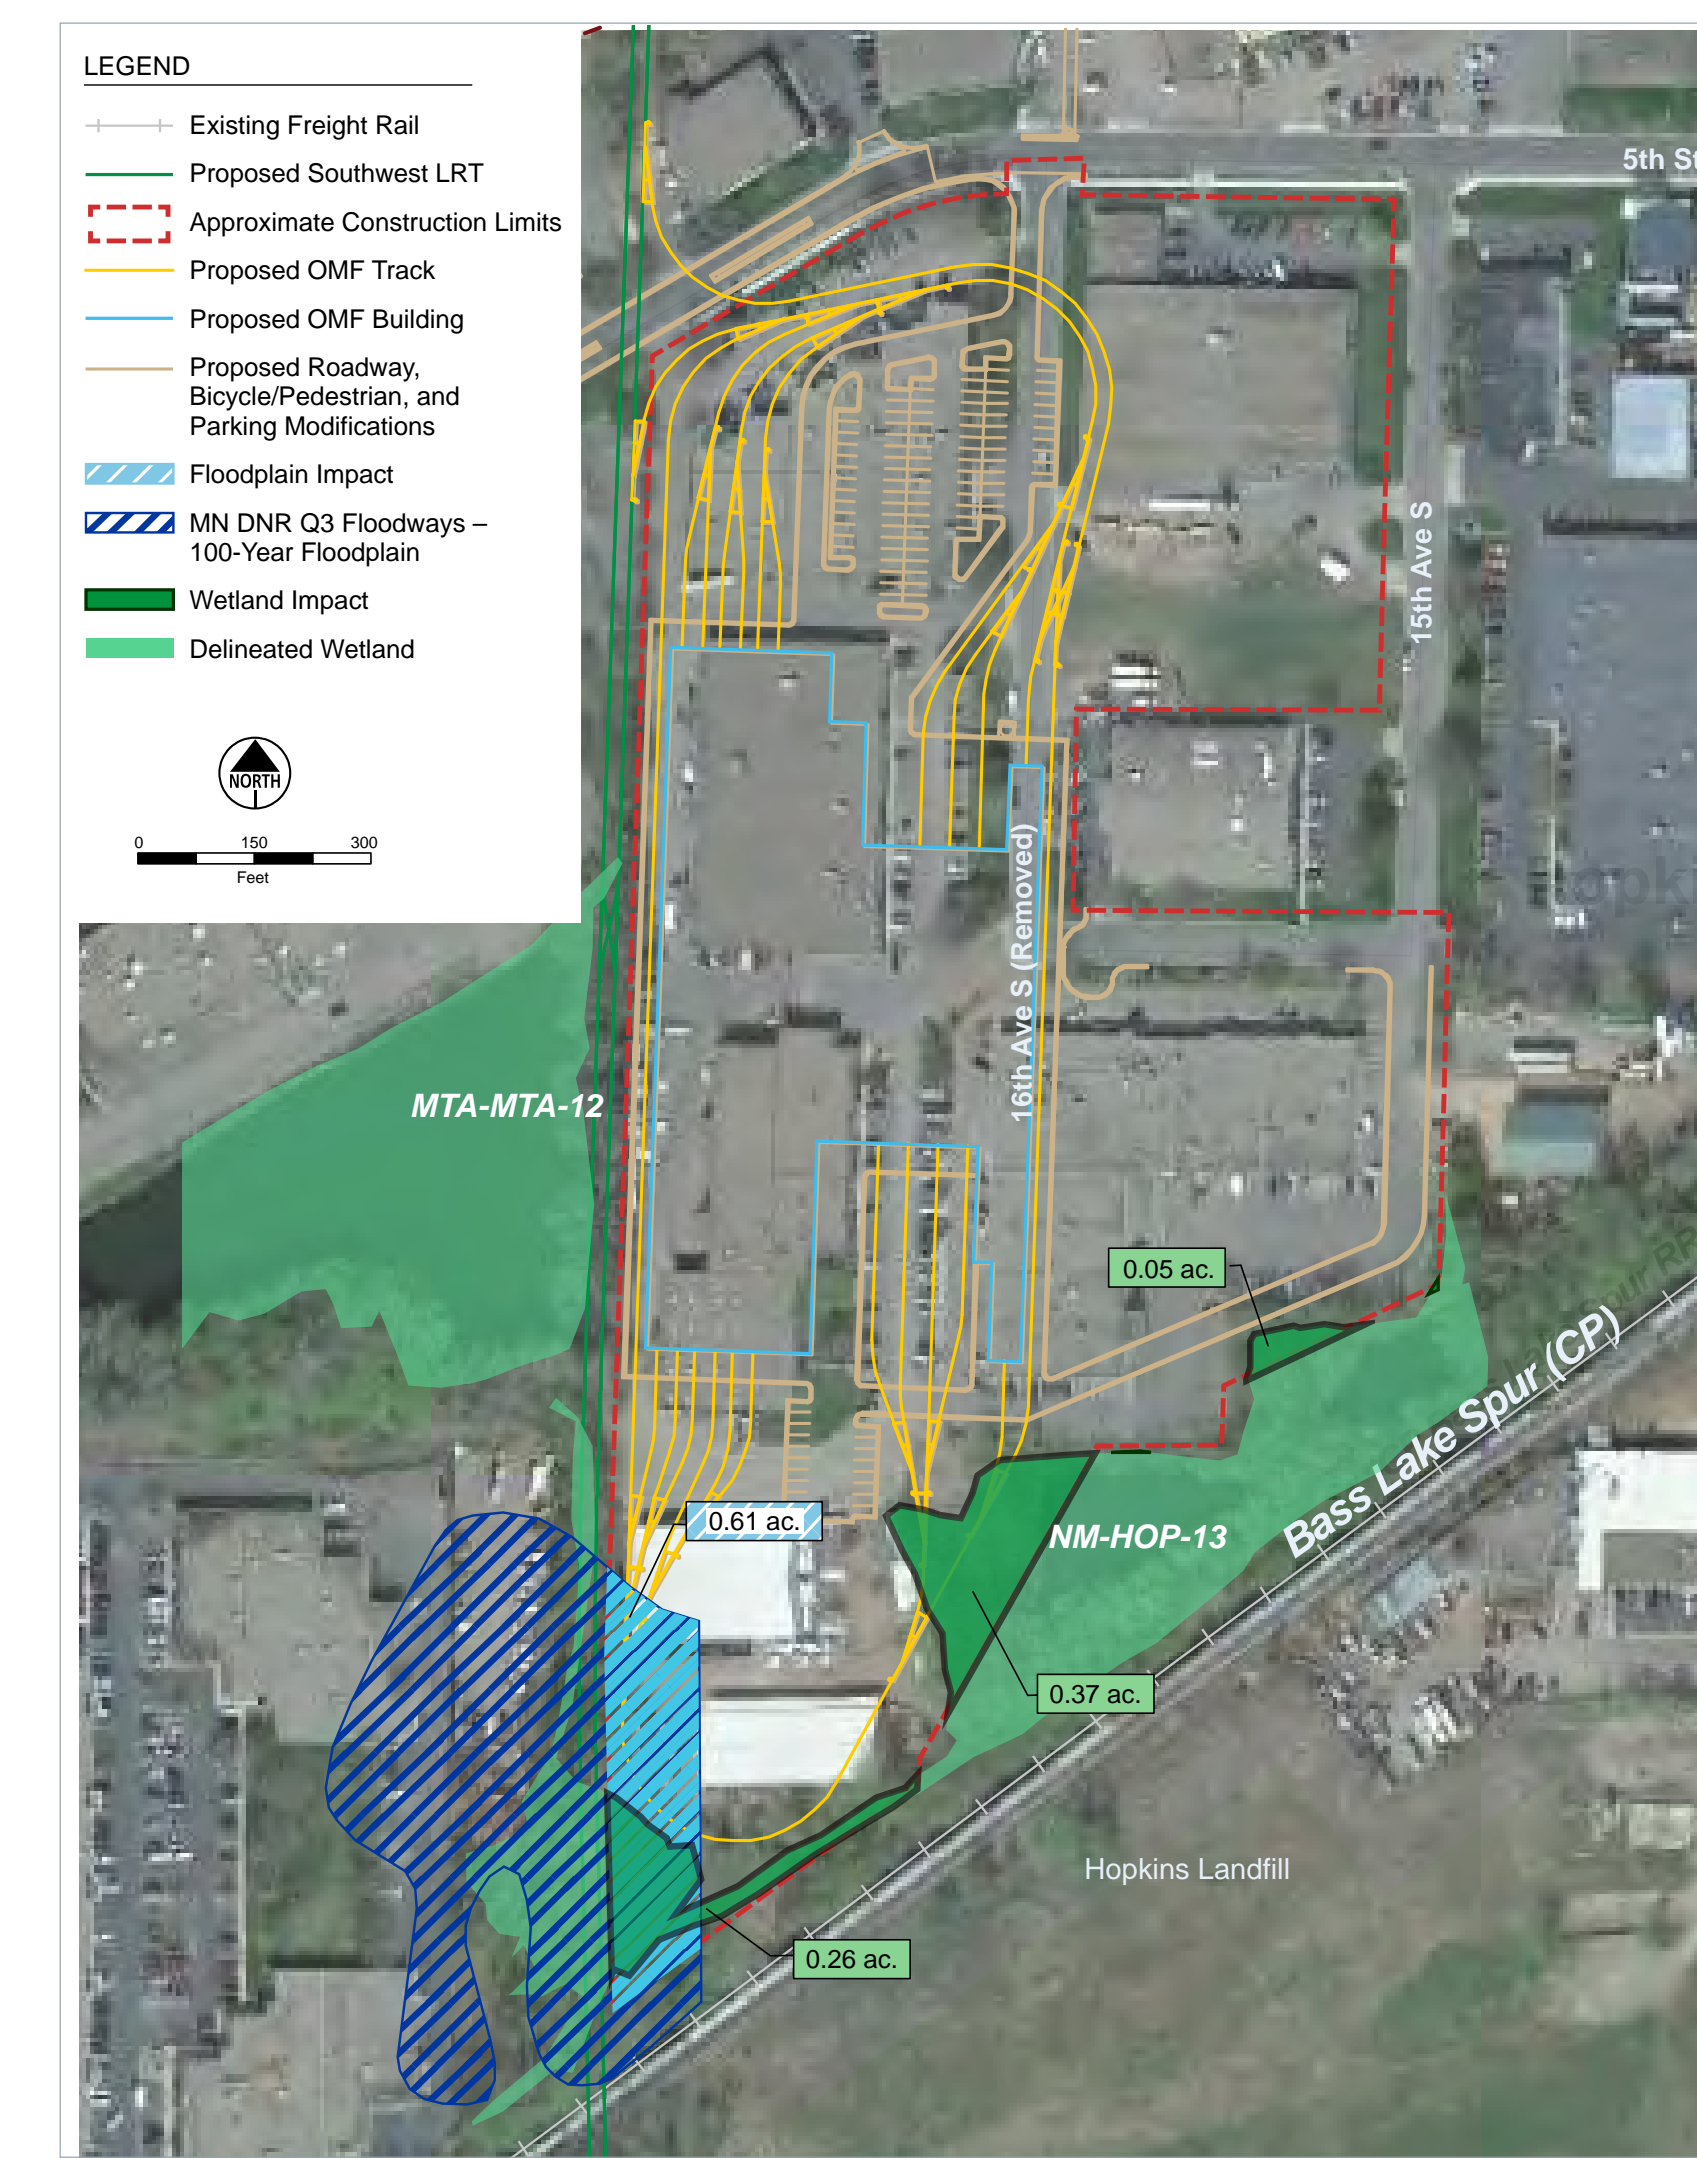 LEGEND
Existing Freight Rail
Proposed Southwest LRT
Approximate Construction Limits
Proposed OMF Track
Proposed OMF Building
Proposed Roadway,
Bicycle/Pedestrian, and
Parking Modifications
Floodplain Impact
MN DNR Q3 Floodways –
100-Year Floodplain
Wetland Impact
Delineated Wetland
NORTH
0 150 300
Feet
5th St
15th Ave S
16th Ave S (Removed)
MTA-MTA-12
0.05 ac.
Spur RR
Bass Lake Spur (CP)
0.61 ac.
NM-HOP-13
0.37 ac.
Hopkins Landfill
0.26 ac.